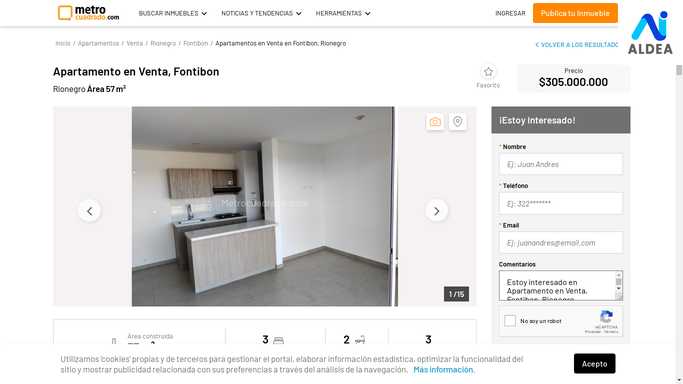 metro
cuadrado.com
BUSCAR INMUEBLES
NOTICIAS Y TENDENCIAS
HERRAMIENTAS
INGRESAR
Publica tu Inmueble
AI
ALDEA
Inicio / Apartamentos / Venta / Rionegro / Fontibon / Apartamentos en Venta en Fontibon, Rionegro
VOLVER A LOS RESULTADO
Apartamento en Venta, Fontibon
Rionegro Área 57 m²
Favorito
Precio
$305.000.000
Metrocuadrado.com
1 /15
¡Estoy Interesado!
* Nombre
Ej: Juan Andres
* Teléfono
Ej: 322*******
* Email
Ej: juanandres@email.com
Comentarios
Estoy interesado en
Apartamento en Venta,
Fontibon, Rionegro
No soy un robot
reCAPTCHA
Privacidad - Términos
Área construida
3
2
3
Utilizamos 'cookies' propias y de terceros para gestionar el portal, elaborar información estadística, optimizar la funcionalidad del
sitio y mostrar publicidad relacionada con sus preferencias a través del análisis de la navegación. Más información.
Acepto